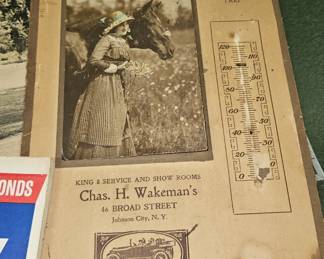 KING 8 SERVICE AND SHOW ROOMS
Chas. H. Wakeman's
46 BROAD STREET
Johnson City, N. Y.
ONDS
120
110
100
90
80
70
60
50
40
30
20
10
0